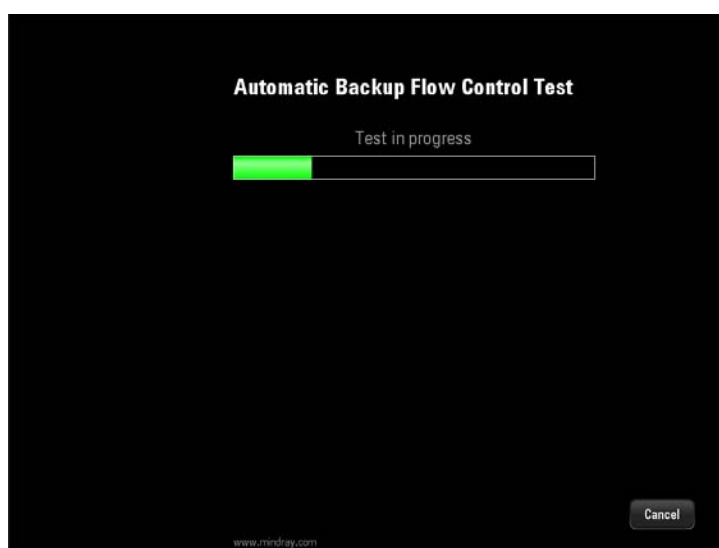 Automatic Backup Flow Control Test
Test in progress
Cancel
www.mindray.com